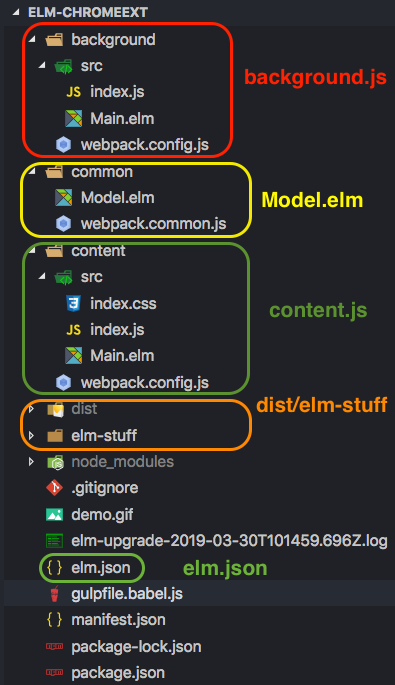 ELM-CHROMEEXT
background
src
background.js
JS index.js
Main.elm
webpack.config.js
common
Model.elm
Model.elm
webpack.common.js
content
src
index.css
content.js
JS index.js
Main.elm
webpack.config.js
dist/elm-stuff
dist
elm-stuff
node_modules
.gitignore
demo.gif
elm-upgrade-2019-03-30T101459.696Z.log
{ } elm.json elm.json
gulpfile.babel.js
{ } manifest.json
package-lock.json
package.json